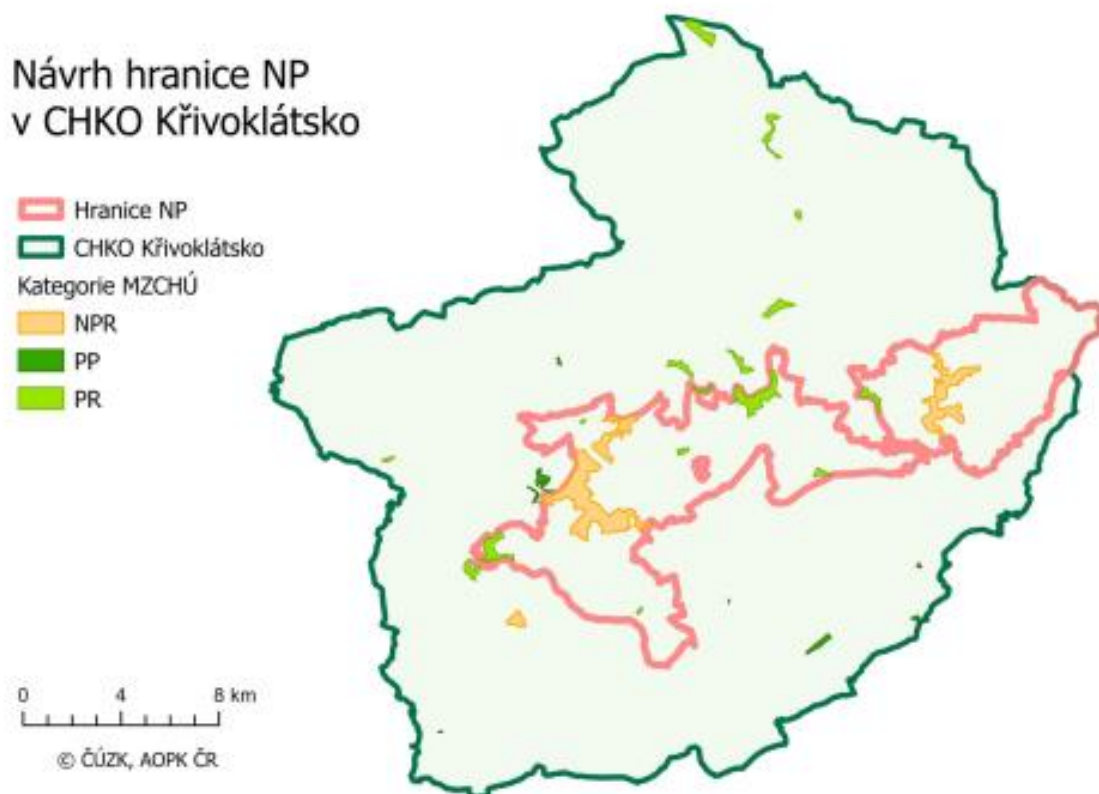 Návrh hranice NP
v CHKO Křivoklátsko
Hranice NP
CHKO Křivoklátsko
Kategorie MZCHÚ
NPR
PP
PR
0 4 8 km
© ČÚZK, AOPK ČR